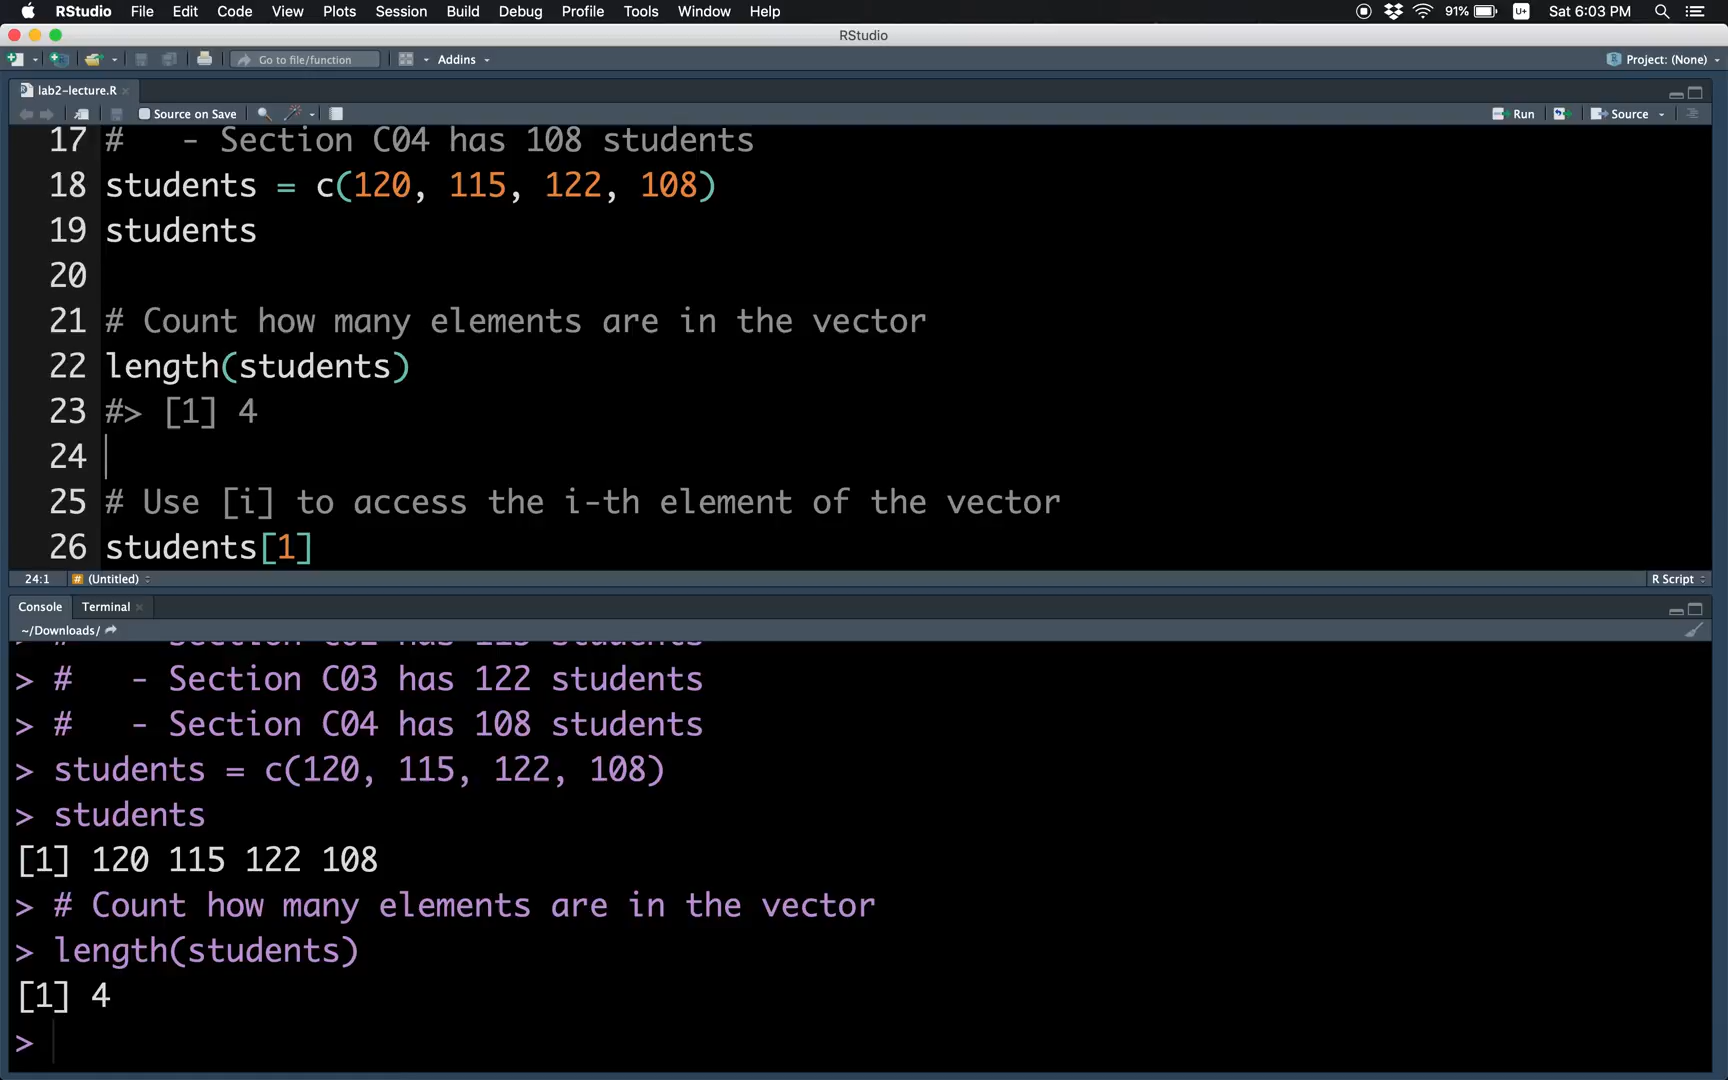 RStudio File Edit Code View Plots Session Build Debug Profile Tools Window Help 91% U+ Sat 6:03 PM
RStudio
Go to file/function Addins Project: (None)
lab2-lecture.R
Source on Save Run Source
17 #   - Section C04 has 108 students
18 students = c(120, 115, 122, 108)
19 students
20
21 # Count how many elements are in the vector
22 length(students)
23 #> [1] 4
24
25 # Use [i] to access the i-th element of the vector
26 students[1]
24:1 # (Untitled) R Script
Console Terminal
~/Downloads/
> #   - Section C03 has 122 students
> #   - Section C04 has 108 students
> students = c(120, 115, 122, 108)
> students
[1] 120 115 122 108
> # Count how many elements are in the vector
> length(students)
[1] 4
>